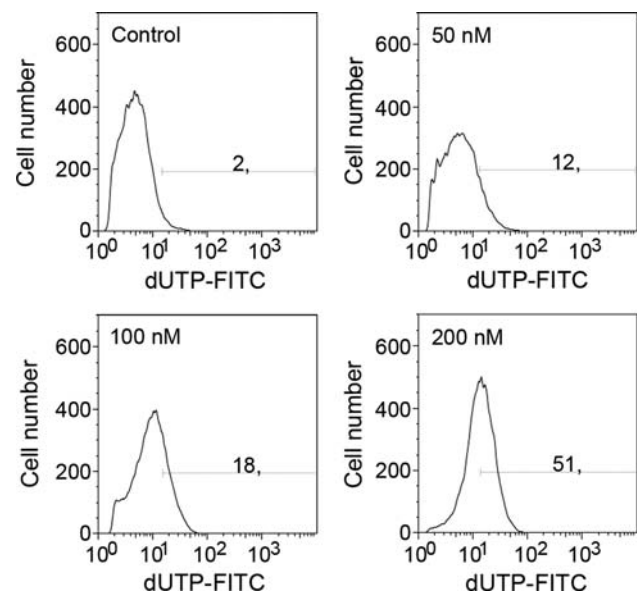 Control
600
400
200
0
Cell number
2,
10^0 10^1 10^2 10^3
dUTP-FITC
50 nM
600
400
200
0
Cell number
12,
10^0 10^1 10^2 10^3
dUTP-FITC
100 nM
600
400
200
0
Cell number
18,
10^0 10^1 10^2 10^3
dUTP-FITC
200 nM
600
400
200
0
Cell number
51,
10^0 10^1 10^2 10^3
dUTP-FITC